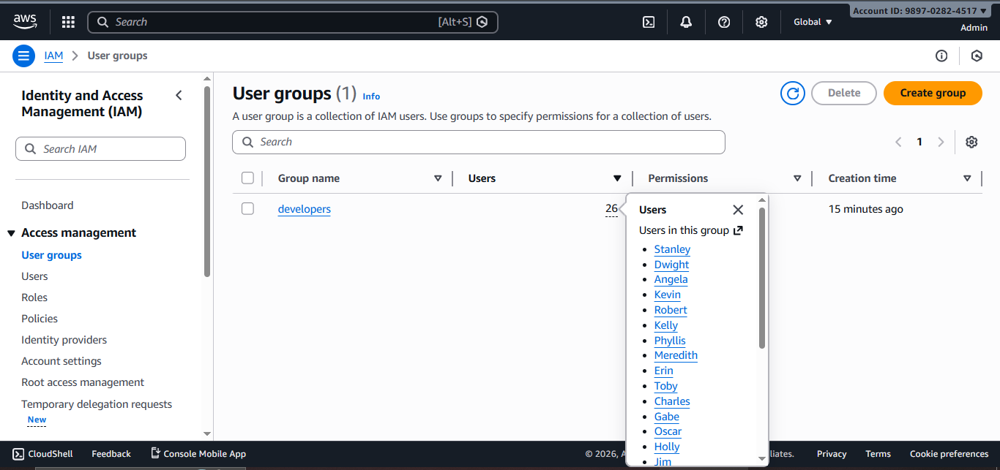 aws
Search [Alt+S]
Global
Account ID: 9897-0282-4517
Admin
IAM > User groups
Identity and Access
Management (IAM)
Search IAM
Dashboard
Access management
User groups
Users
Roles
Policies
Identity providers
Account settings
Root access management
Temporary delegation requests
New
User groups (1) Info
Delete
Create group
A user group is a collection of IAM users. Use groups to specify permissions for a collection of users.
Search
1
Group name Users Permissions Creation time
developers 26 15 minutes ago
Users
Users in this group
Stanley
Dwight
Angela
Kevin
Robert
Kelly
Phyllis
Meredith
Erin
Toby
Charles
Gabe
Oscar
Holly
Jim
CloudShell Feedback Console Mobile App © 2026, A liates. Privacy Terms Cookie preferences